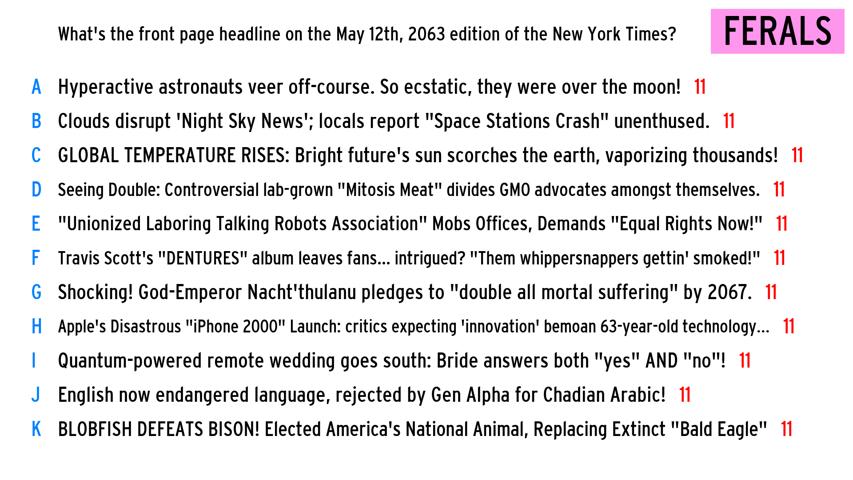 What's the front page headline on the May 12th, 2063 edition of the New York Times?
FERALS
A Hyperactive astronauts veer off-course. So ecstatic, they were over the moon! 11
B Clouds disrupt 'Night Sky News'; locals report "Space Stations Crash" unenthused. 11
C GLOBAL TEMPERATURE RISES: Bright future's sun scorches the earth, vaporizing thousands! 11
D Seeing Double: Controversial lab-grown "Mitosis Meat" divides GMO advocates amongst themselves. 11
E "Unionized Laboring Talking Robots Association" Mobs Offices, Demands "Equal Rights Now!" 11
F Travis Scott's "DENTURES" album leaves fans... intrigued? "Them whippersnappers gettin' smoked!" 11
G Shocking! God-Emperor Nacht'thulanu pledges to "double all mortal suffering" by 2067. 11
H Apple's Disastrous "iPhone 2000" Launch: critics expecting 'innovation' bemoan 63-year-old technology... 11
I Quantum-powered remote wedding goes south: Bride answers both "yes" AND "no"! 11
J English now endangered language, rejected by Gen Alpha for Chadian Arabic! 11
K BLOBFISH DEFEATS BISON! Elected America's National Animal, Replacing Extinct "Bald Eagle" 11